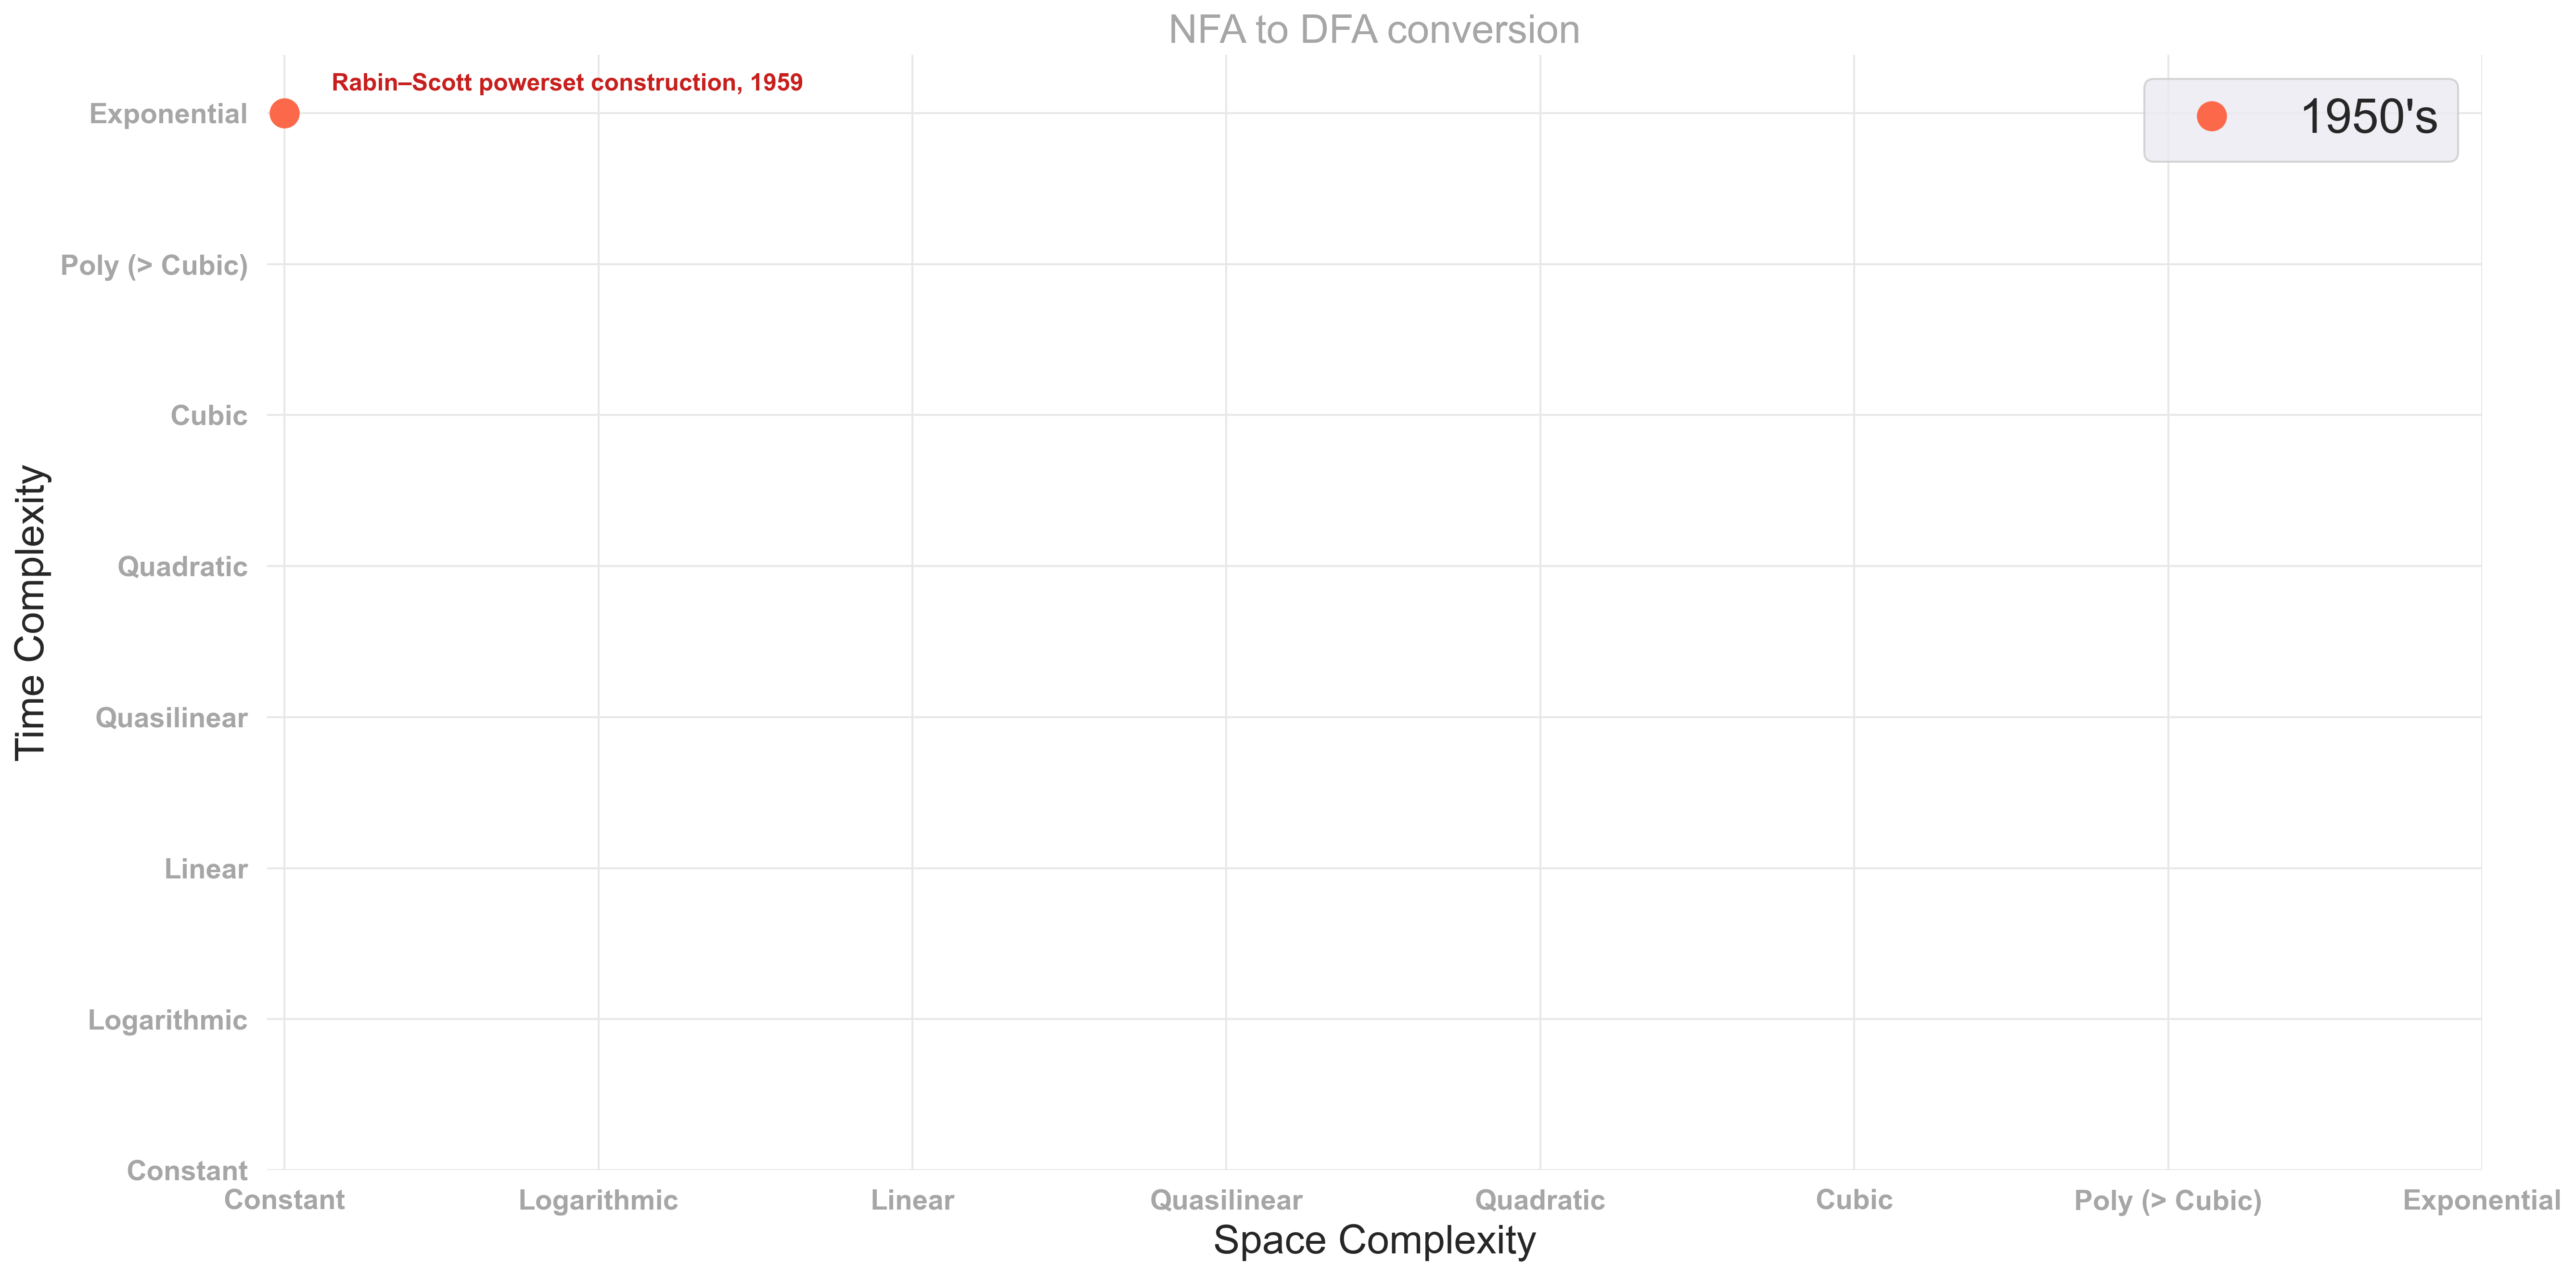 NFA to DFA conversion
Rabin–Scott powerset construction, 1959
1950's
Time Complexity
Exponential
Poly (> Cubic)
Cubic
Quadratic
Quasilinear
Linear
Logarithmic
Constant
Constant
Logarithmic
Linear
Quasilinear
Quadratic
Cubic
Poly (> Cubic)
Exponential
Space Complexity